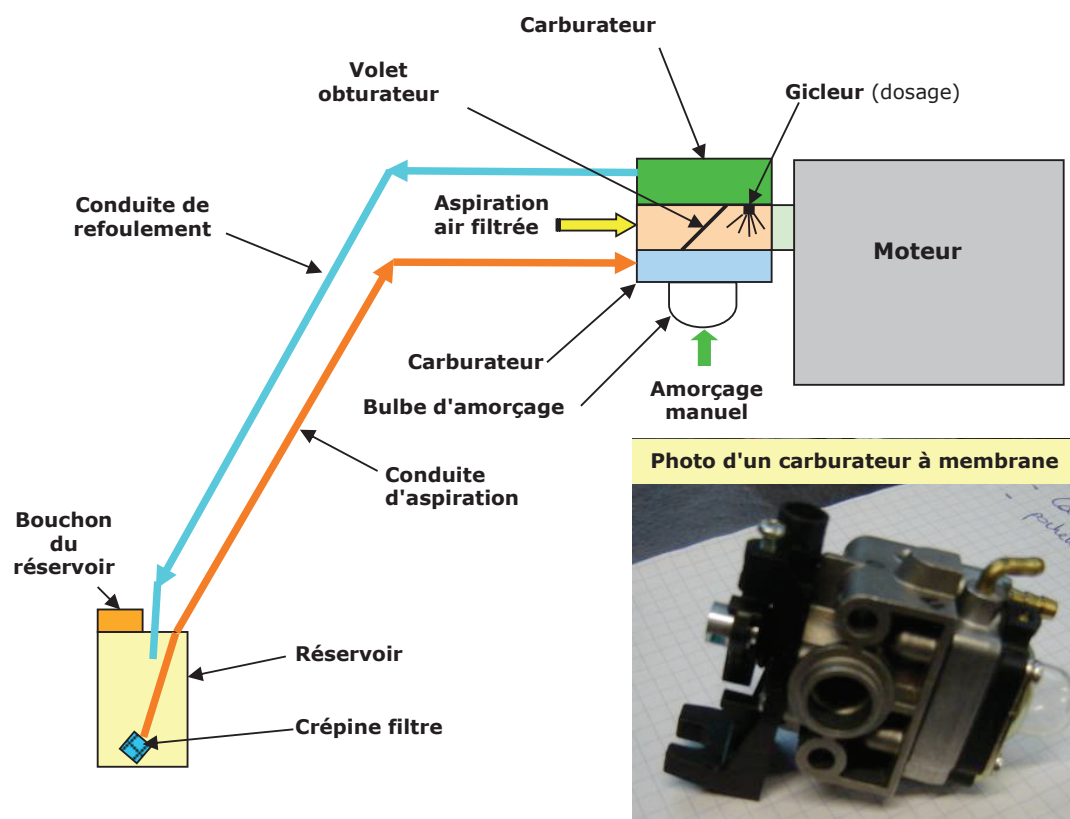 Carburateur
Volet
obturateur
Gicleur (dosage)
Conduite de
refoulement
Aspiration
air filtrée
Moteur
Carburateur
Bulbe d'amorçage
Amorçage
manuel
Conduite
d'aspiration
Photo d'un carburateur à membrane
Bouchon
du
réservoir
Réservoir
Crépine filtre